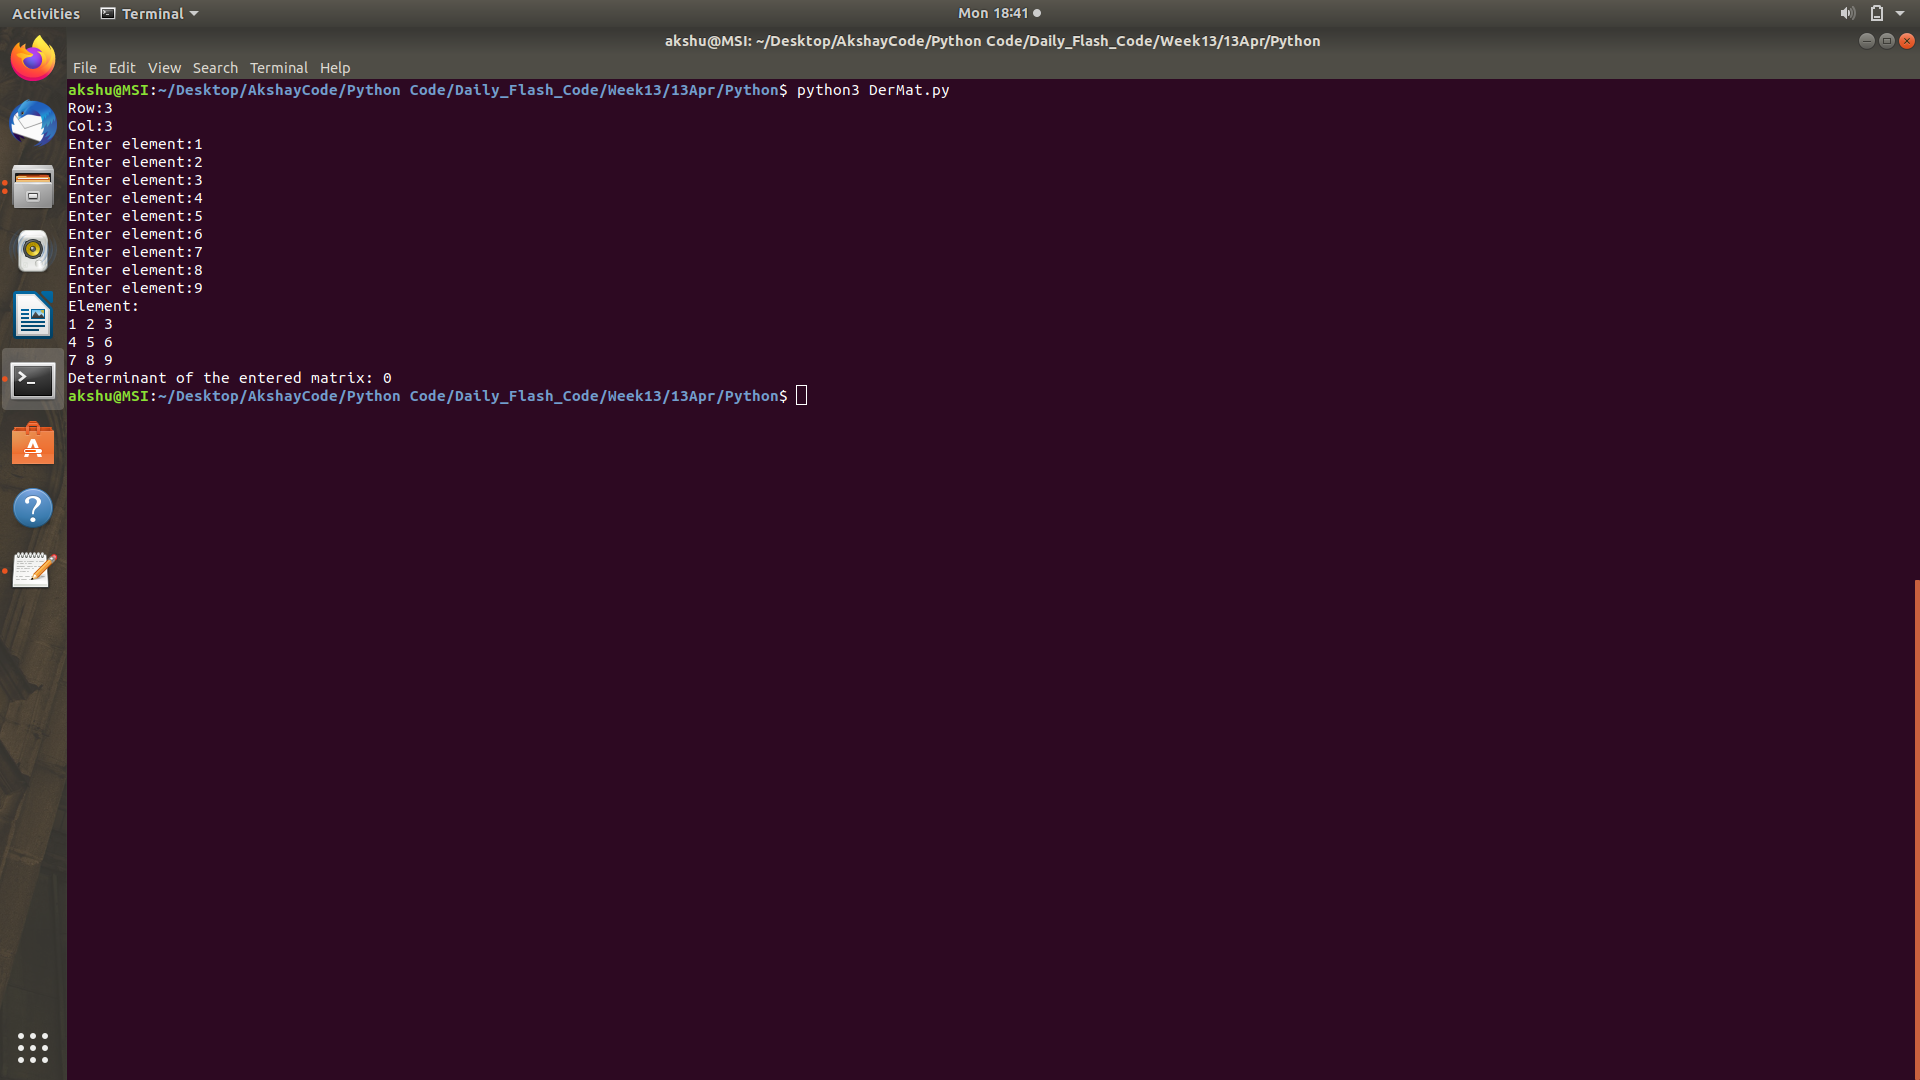 Activities Terminal Mon 18:41
akshu@MSI: ~/Desktop/AkshayCode/Python Code/Daily_Flash_Code/Week13/13Apr/Python
File Edit View Search Terminal Help
akshu@MSI:~/Desktop/AkshayCode/Python Code/Daily_Flash_Code/Week13/13Apr/Python$ python3 DerMat.py
Row:3
Col:3
Enter element:1
Enter element:2
Enter element:3
Enter element:4
Enter element:5
Enter element:6
Enter element:7
Enter element:8
Enter element:9
Element:
1 2 3
4 5 6
7 8 9
Determinant of the entered matrix: 0
akshu@MSI:~/Desktop/AkshayCode/Python Code/Daily_Flash_Code/Week13/13Apr/Python$